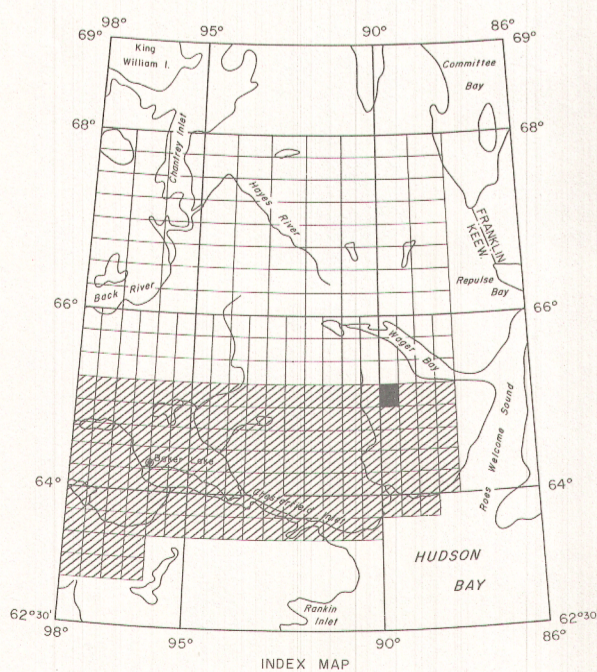 98°
95°
90°
86°
69°
69°
King
William I.
Committee
Bay
68°
68°
Chantrey Inlet
Hayes
River
FRANKLIN
KEEW.
Back River
Repulse
Bay
66°
66°
Wager Bay
Roes Welcome Sound
Baker Lake
64°
64°
Chesterfield Inlet
HUDSON
BAY
Rankin
Inlet
62°30'
62°30'
98°
95°
90°
86°
INDEX MAP